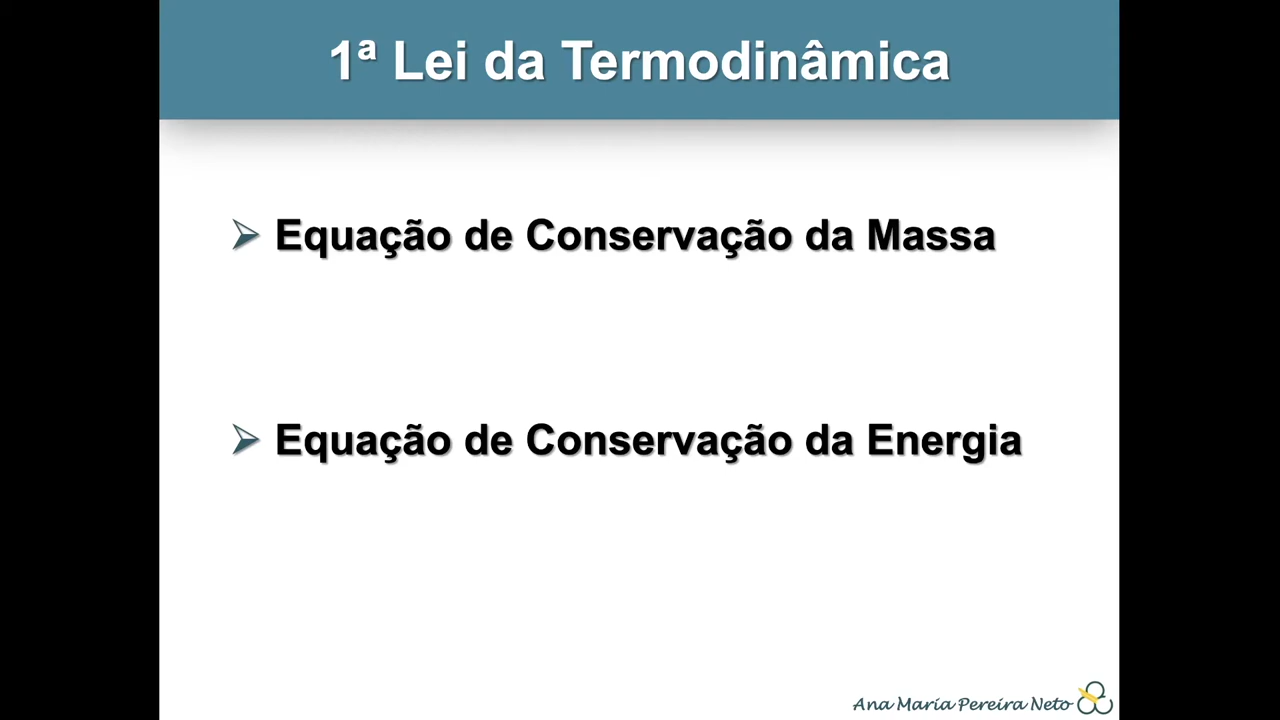 1ª Lei da Termodinâmica
Equação de Conservação da Massa
Equação de Conservação da Energia
Ana Maria Pereira Neto